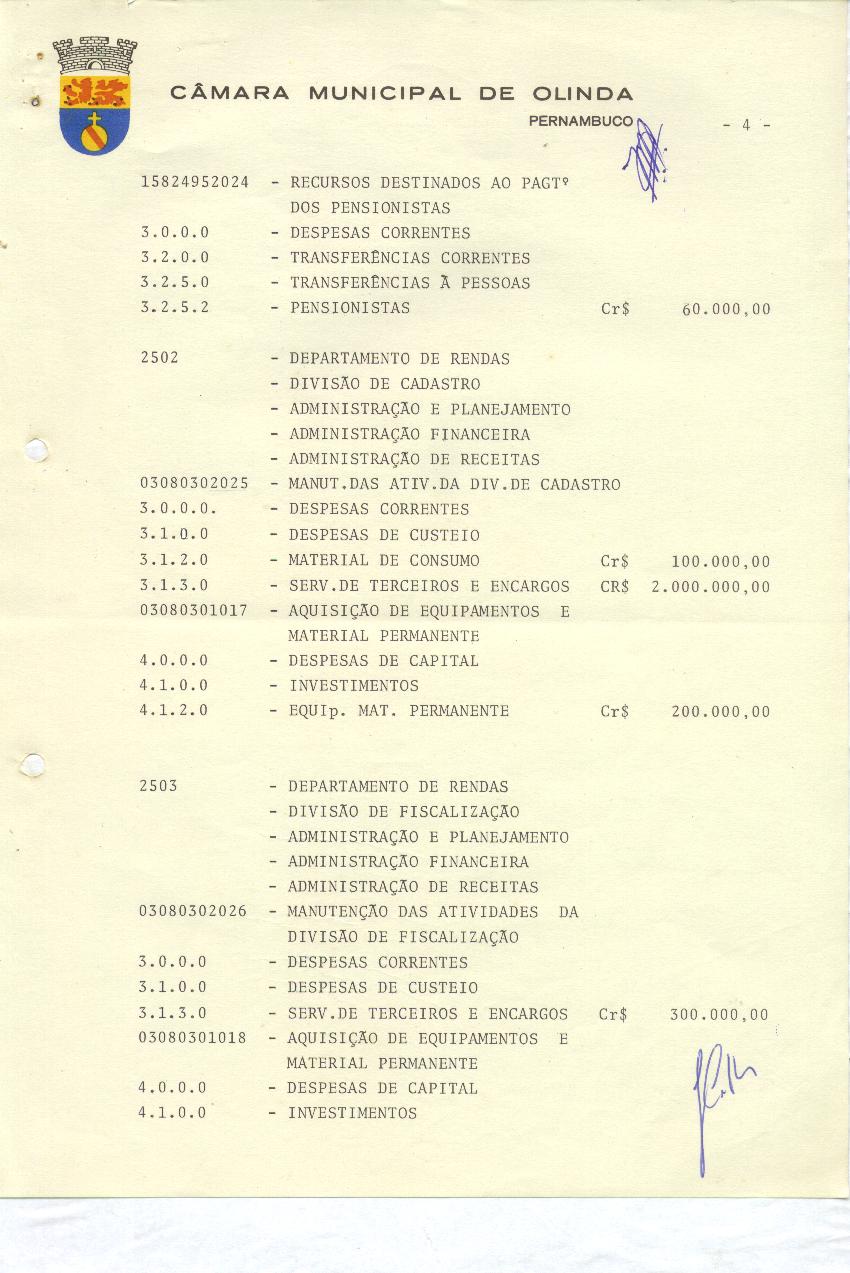 CÂMARA MUNICIPAL DE OLINDA
PERNAMBUCO
- 4 -
15824952024 - RECURSOS DESTINADOS AO PAGTº
DOS PENSIONISTAS
3.0.0.0 - DESPESAS CORRENTES
3.2.0.0 - TRANSFERÊNCIAS CORRENTES
3.2.5.0 - TRANSFERÊNCIAS À PESSOAS
3.2.5.2 - PENSIONISTAS Cr$ 60.000,00
2502 - DEPARTAMENTO DE RENDAS
- DIVISÃO DE CADASTRO
- ADMINISTRAÇÃO E PLANEJAMENTO
- ADMINISTRAÇÃO FINANCEIRA
- ADMINISTRAÇÃO DE RECEITAS
03080302025 - MANUT.DAS ATIV.DA DIV.DE CADASTRO
3.0.0.0. - DESPESAS CORRENTES
3.1.0.0 - DESPESAS DE CUSTEIO
3.1.2.0 - MATERIAL DE CONSUMO Cr$ 100.000,00
3.1.3.0 - SERV.DE TERCEIROS E ENCARGOS CR$ 2.000.000,00
03080301017 - AQUISIÇÃO DE EQUIPAMENTOS E
MATERIAL PERMANENTE
4.0.0.0 - DESPESAS DE CAPITAL
4.1.0.0 - INVESTIMENTOS
4.1.2.0 - EQUIp. MAT. PERMANENTE Cr$ 200.000,00
2503 - DEPARTAMENTO DE RENDAS
- DIVISÃO DE FISCALIZAÇÃO
- ADMINISTRAÇÃO E PLANEJAMENTO
- ADMINISTRAÇÃO FINANCEIRA
- ADMINISTRAÇÃO DE RECEITAS
03080302026 - MANUTENÇÃO DAS ATIVIDADES DA
DIVISÃO DE FISCALIZAÇÃO
3.0.0.0 - DESPESAS CORRENTES
3.1.0.0 - DESPESAS DE CUSTEIO
3.1.3.0 - SERV.DE TERCEIROS E ENCARGOS Cr$ 300.000,00
03080301018 - AQUISIÇÃO DE EQUIPAMENTOS E
MATERIAL PERMANENTE
4.0.0.0 - DESPESAS DE CAPITAL
4.1.0.0 - INVESTIMENTOS